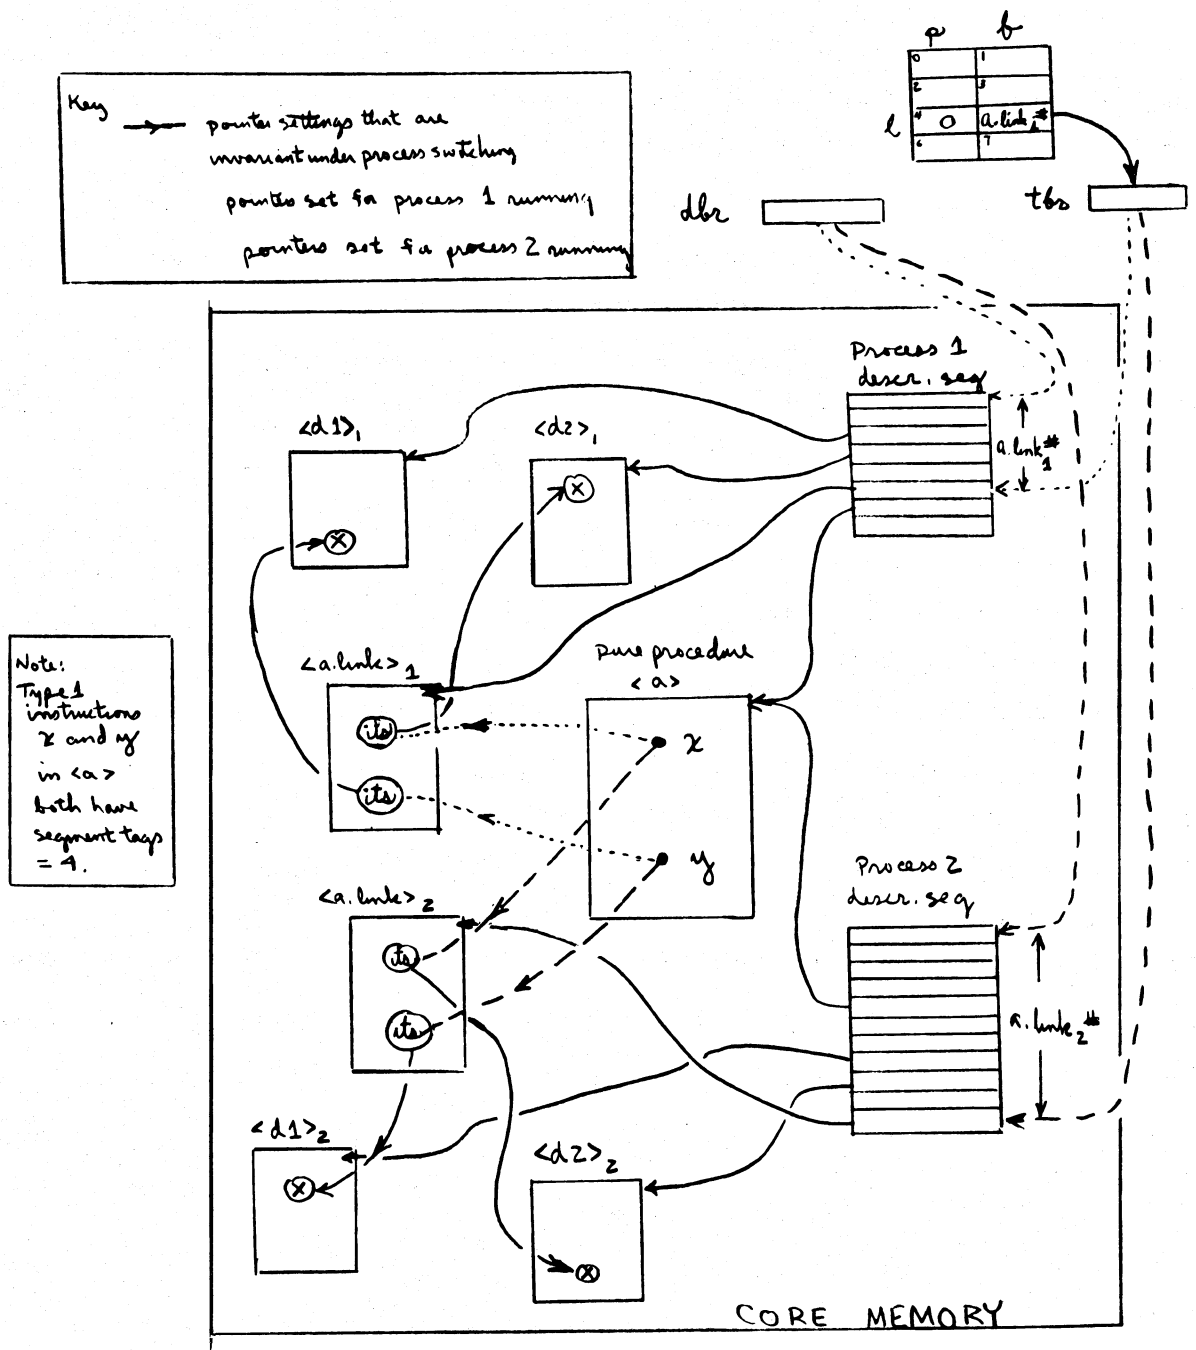 p b
0 1
2 3
l 4 0 a.link #
6 7
Key
pointer settings that are
invariant under process switching
pointers set for process 1 running
pointers set for process 2 running
dbr
tbr
Process 1
descr. seg
<d1>1
<d2>1
a.link1#
x
x
Note:
Type 1
instructions
x and y
in <a>
both have
segment tags
= 4.
<a.link>1
pure procedure
<a>
its
x
its
y
<a.link>2
Process 2
descr. seg
its
its
a.link2#
<d1>2
<d2>2
x
x
CORE MEMORY